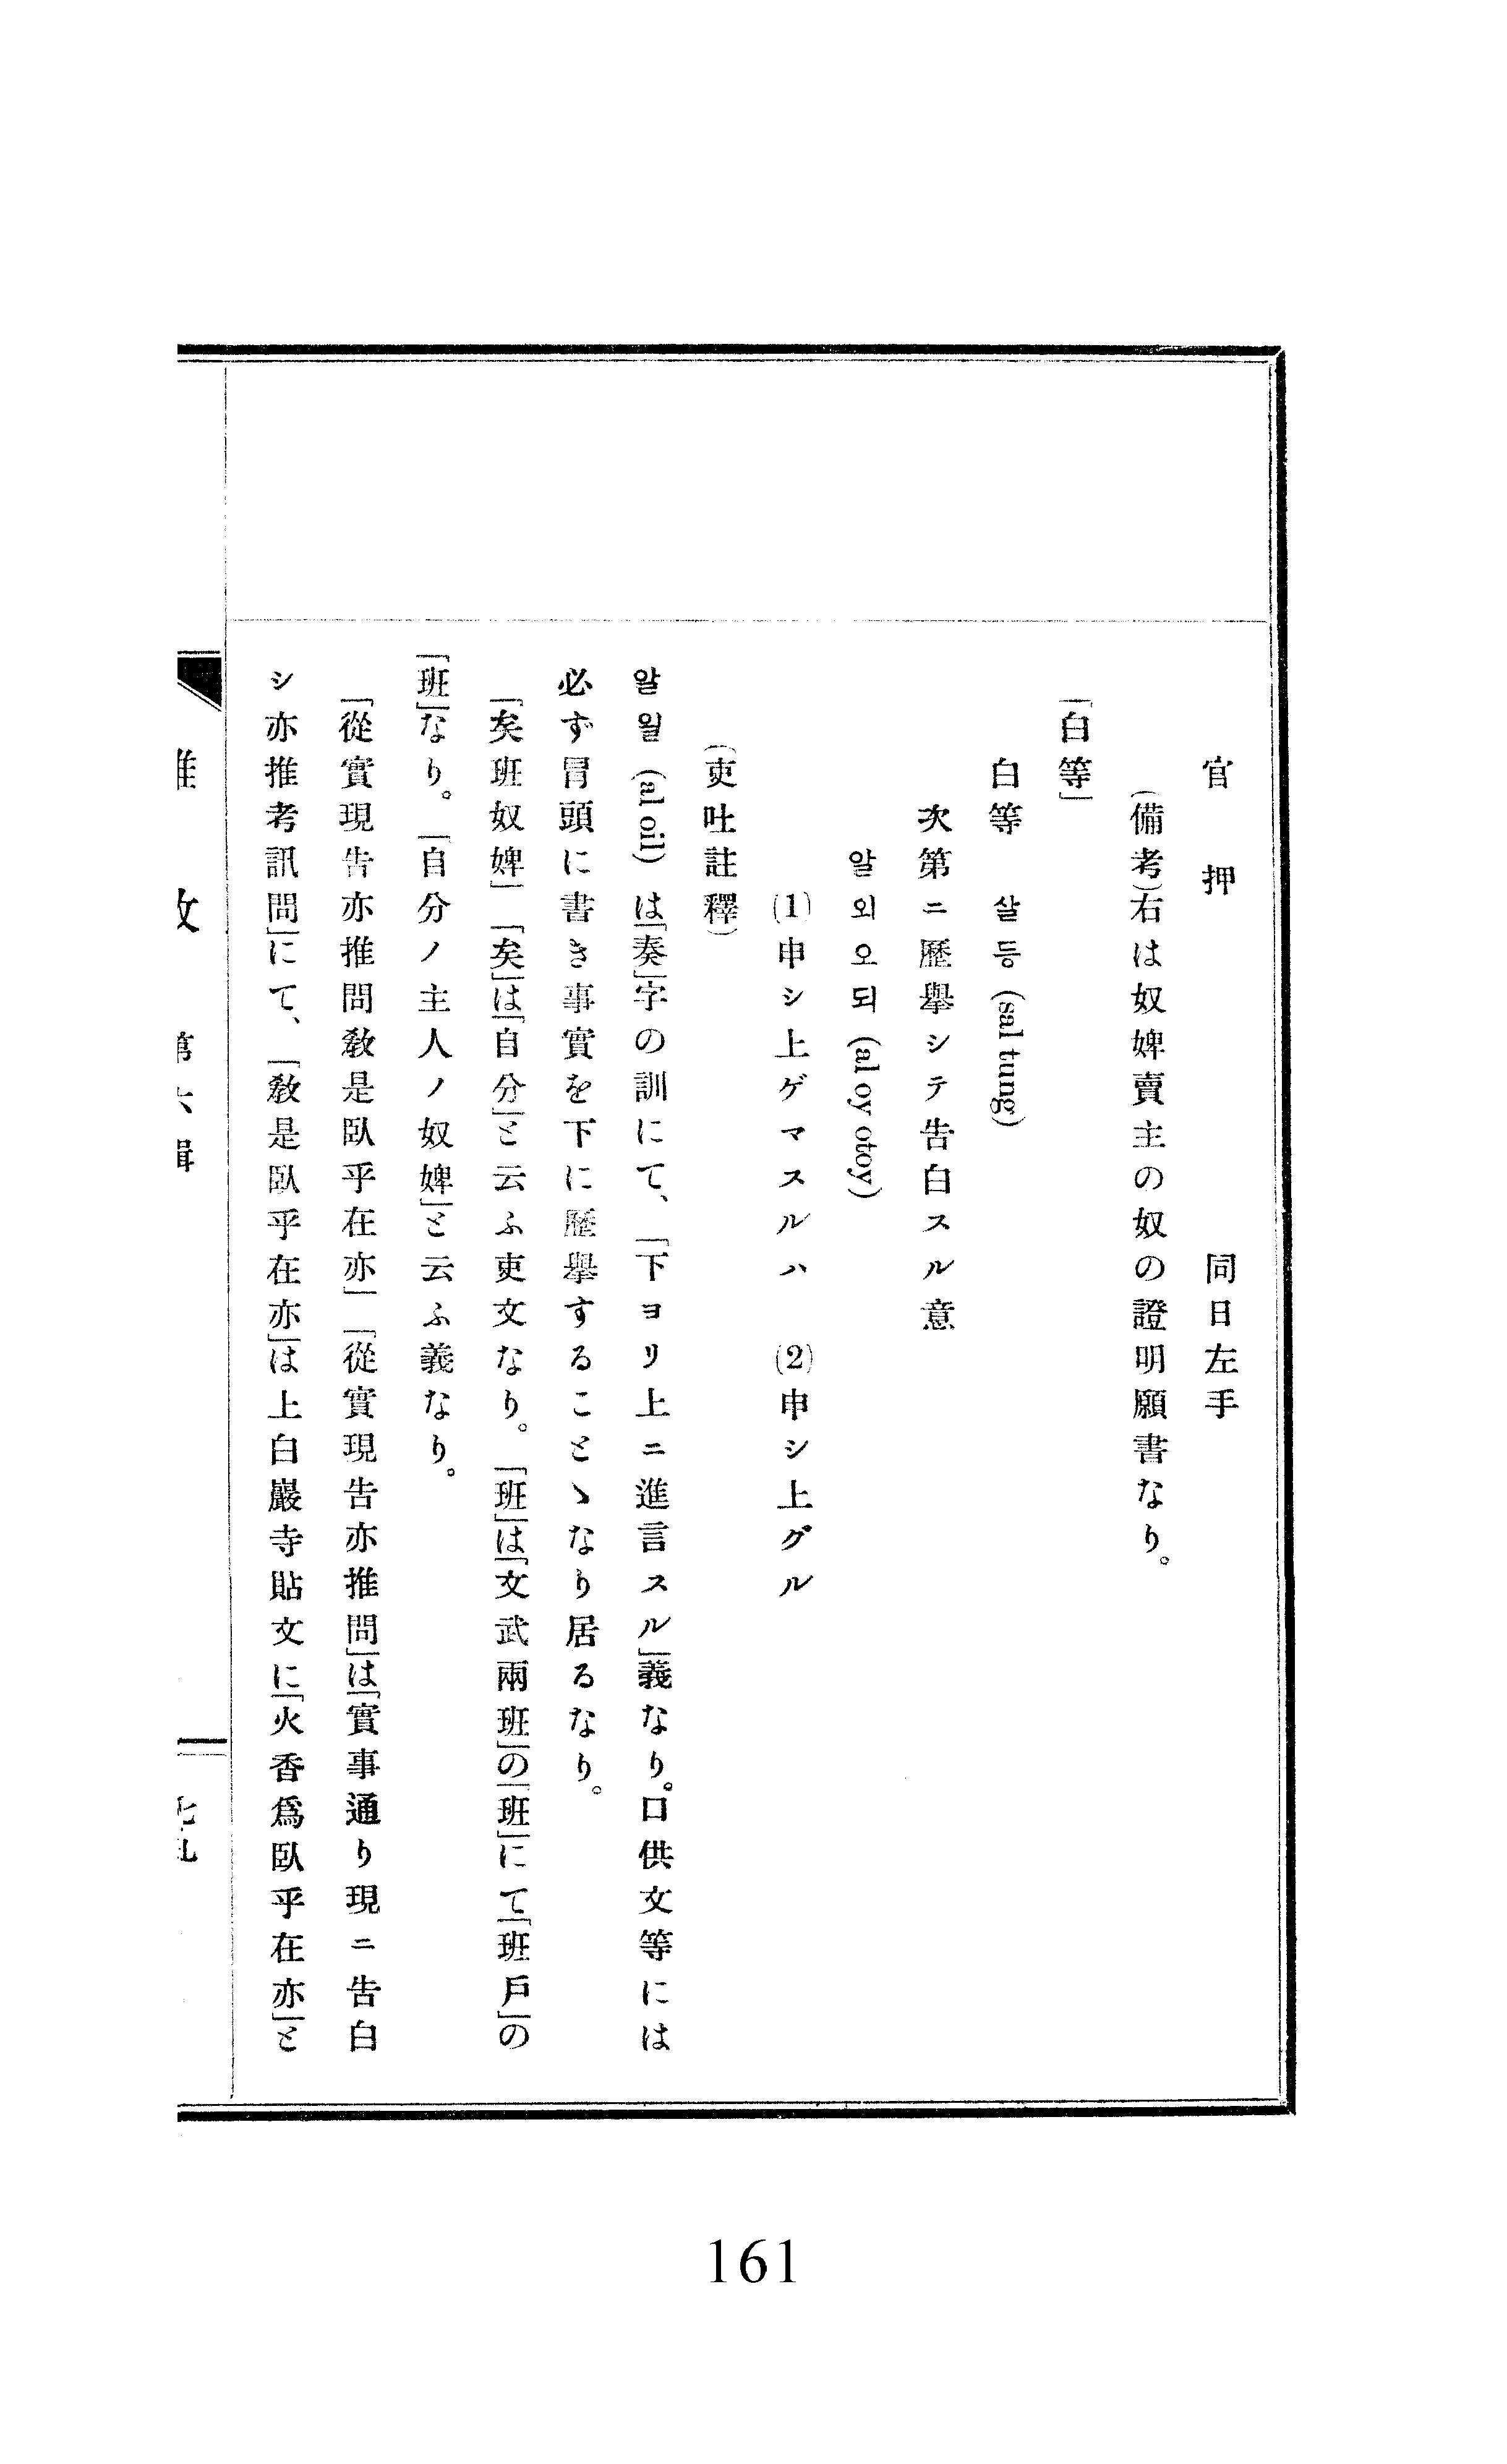 官押　同日左手
(備考)右は奴婢賣主の奴の證明願書なり。
「白等」
白等　살등 (sal tung)
次第ニ歷擧シテ告白スル意
알외오되 (al oy otoy)
(1)申シ上ゲマスルハ　(2)申シ上グル
(吏吐註釋)
알윌 (al oil) は「奏」字の訓にて、「下ヨリ上ニ進言スル」義なり。口供文等には
必ず冒頭に書き事實を下に歷擧することゝなり居るなり。
「矣班奴婢」「矣」は「自分」と云ふ吏文なり。「班」は「文武兩班」の「班」にて「班戶」の
「班」なり。「自分ノ主人ノ奴婢」と云ふ義なり。
「從實現告亦推問敎是臥乎在亦」「從實現告亦推問」は「實事通り現ニ告白
シ亦推考訊問」にて、「敎是臥乎在亦」は上白巖寺貼文に「火香爲臥乎在亦」と
第六輯
161